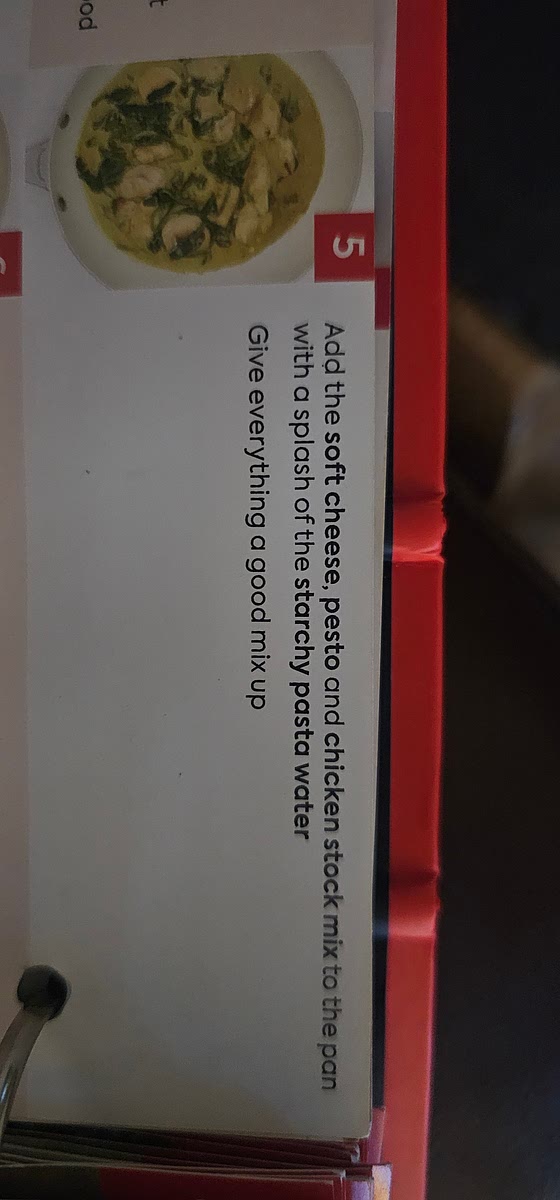 5
Add the soft cheese, pesto and chicken stock mix to the pan
with a splash of the starchy pasta water
Give everything a good mix up